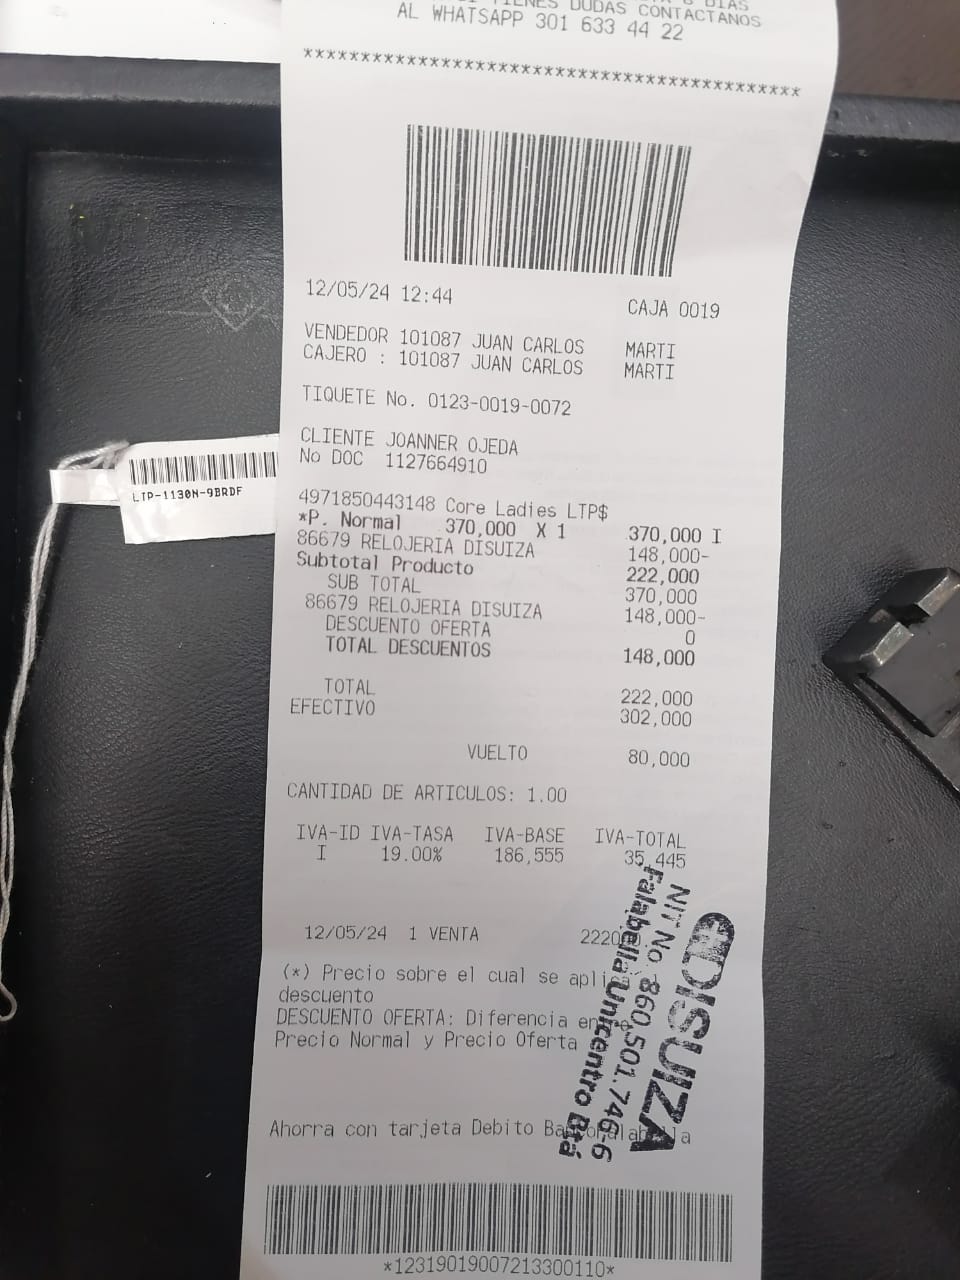 DIAS
TIENES DUDAS CONTACTANOS
AL WHATSAPP 301 633 44 22
*******************************************************
12/05/24 12:44 CAJA 0019
VENDEDOR 101087 JUAN CARLOS MARTI
CAJERO : 101087 JUAN CARLOS MARTI
TIQUETE No. 0123-0019-0072
CLIENTE JOANNER OJEDA
No DOC 1127664910
4971850443148 Core Ladies LTP$
*P. Normal 370,000 X 1 370,000 I
86679 RELOJERIA DISUIZA 148,000-
Subtotal Producto 222,000
SUB TOTAL 370,000
86679 RELOJERIA DISUIZA 148,000-
DESCUENTO OFERTA 0
TOTAL DESCUENTOS 148,000
TOTAL 222,000
EFECTIVO 302,000
VUELTO 80,000
CANTIDAD DE ARTICULOS: 1.00
IVA-ID IVA-TASA IVA-BASE IVA-TOTAL
I 19.00% 186,555 35,445
12/05/24 1 VENTA
(*) Precio sobre el cual se
descuento
DESCUENTO OFERTA: Diferencia
Precio Normal y Precio Oferta
Ahorra con tarjeta Debito
*12319019007213300110*
LTP-1130N-9BRDF
DISUIZA
NIT No. 860.501.746-6
Falabella Unicentro Btá